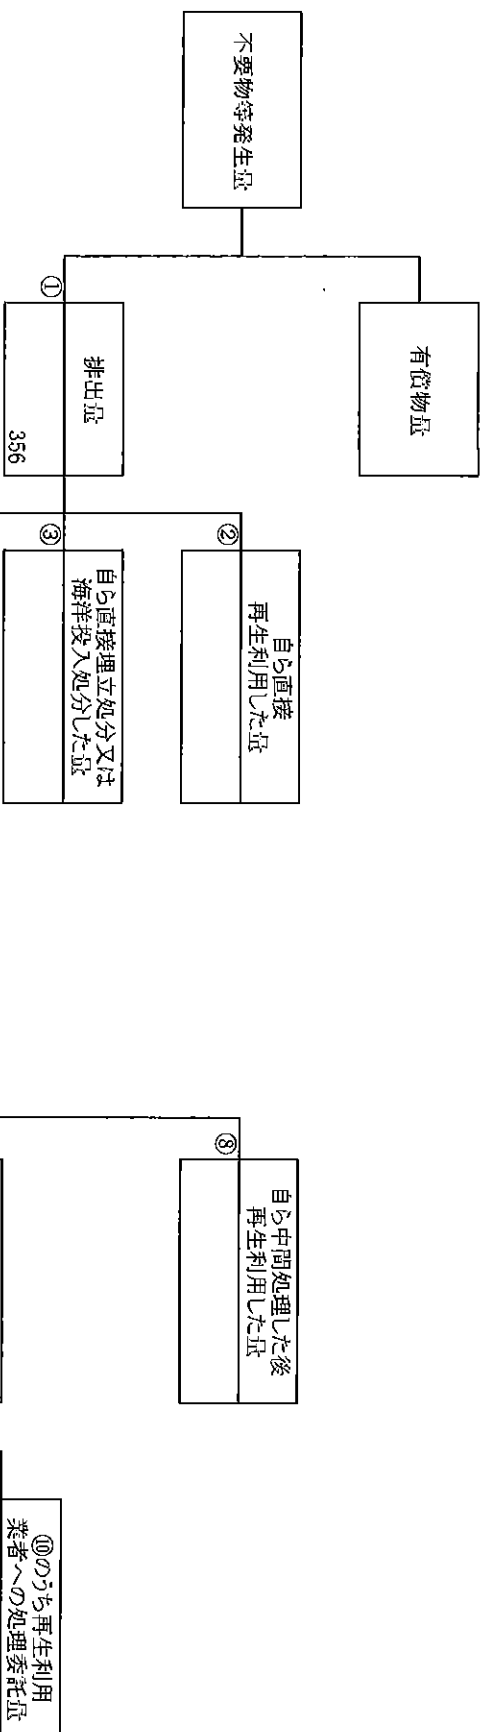 不要物等発生量
有償物量
①
排出量
356
②
自ら直接
再生利用した量
③
自ら直接埋立処分又は
海洋投入処分した量
⑧
自ら中間処理した後
再生利用した量
⑩のうち再生利用
業者への処理委託量